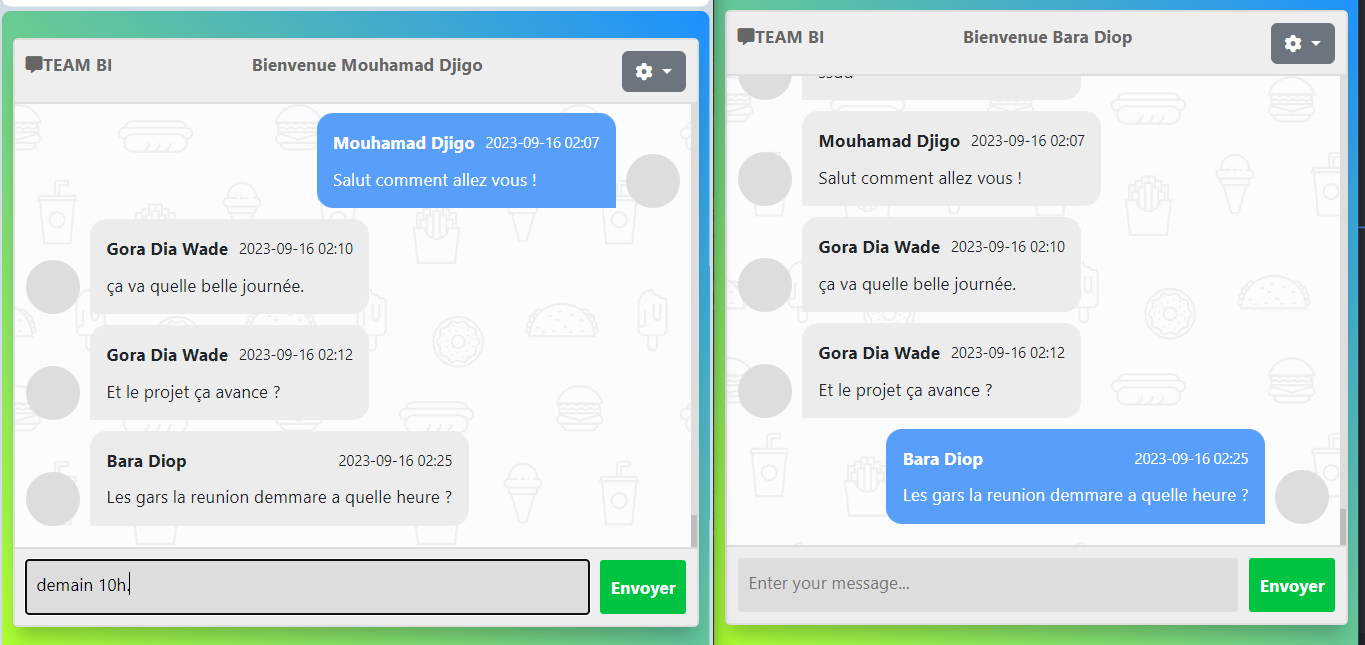 TEAM BI
Bienvenue Mouhamad Djigo
Mouhamad Djigo 2023-09-16 02:07
Salut comment allez vous !
Gora Dia Wade 2023-09-16 02:10
ça va quelle belle journée.
Gora Dia Wade 2023-09-16 02:12
Et le projet ça avance ?
Bara Diop 2023-09-16 02:25
Les gars la reunion demmare a quelle heure ?
demain 10h.
Envoyer
TEAM BI
Bienvenue Bara Diop
Mouhamad Djigo 2023-09-16 02:07
Salut comment allez vous !
Gora Dia Wade 2023-09-16 02:10
ça va quelle belle journée.
Gora Dia Wade 2023-09-16 02:12
Et le projet ça avance ?
Bara Diop 2023-09-16 02:25
Les gars la reunion demmare a quelle heure ?
Enter your message...
Envoyer